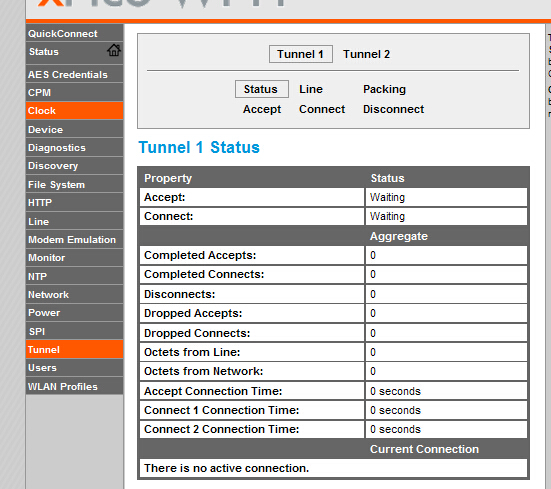 QuickConnect
Status
AES Credentials
CPM
Clock
Device
Diagnostics
Discovery
File System
HTTP
Line
Modem Emulation
Monitor
NTP
Network
Power
SPI
Tunnel
Users
WLAN Profiles
Tunnel 1 Tunnel 2
Status Line Packing
Accept Connect Disconnect
Tunnel 1 Status
Property Status
Accept: Waiting
Connect: Waiting
Aggregate
Completed Accepts: 0
Completed Connects: 0
Disconnects: 0
Dropped Accepts: 0
Dropped Connects: 0
Octets from Line: 0
Octets from Network: 0
Accept Connection Time: 0 seconds
Connect 1 Connection Time: 0 seconds
Connect 2 Connection Time: 0 seconds
Current Connection
There is no active connection.